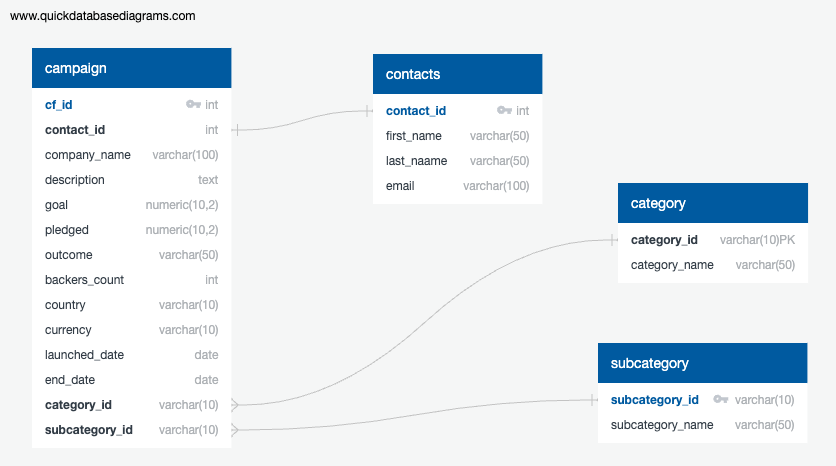 www.quickdatabasediagrams.com
campaign
cf_id int
contact_id int
company_name varchar(100)
description text
goal numeric(10,2)
pledged numeric(10,2)
outcome varchar(50)
backers_count int
country varchar(10)
currency varchar(10)
launched_date date
end_date date
category_id varchar(10)
subcategory_id varchar(10)
contacts
contact_id int
first_name varchar(50)
last_naame varchar(50)
email varchar(100)
category
category_id varchar(10)PK
category_name varchar(50)
subcategory
subcategory_id varchar(10)
subcategory_name varchar(50)